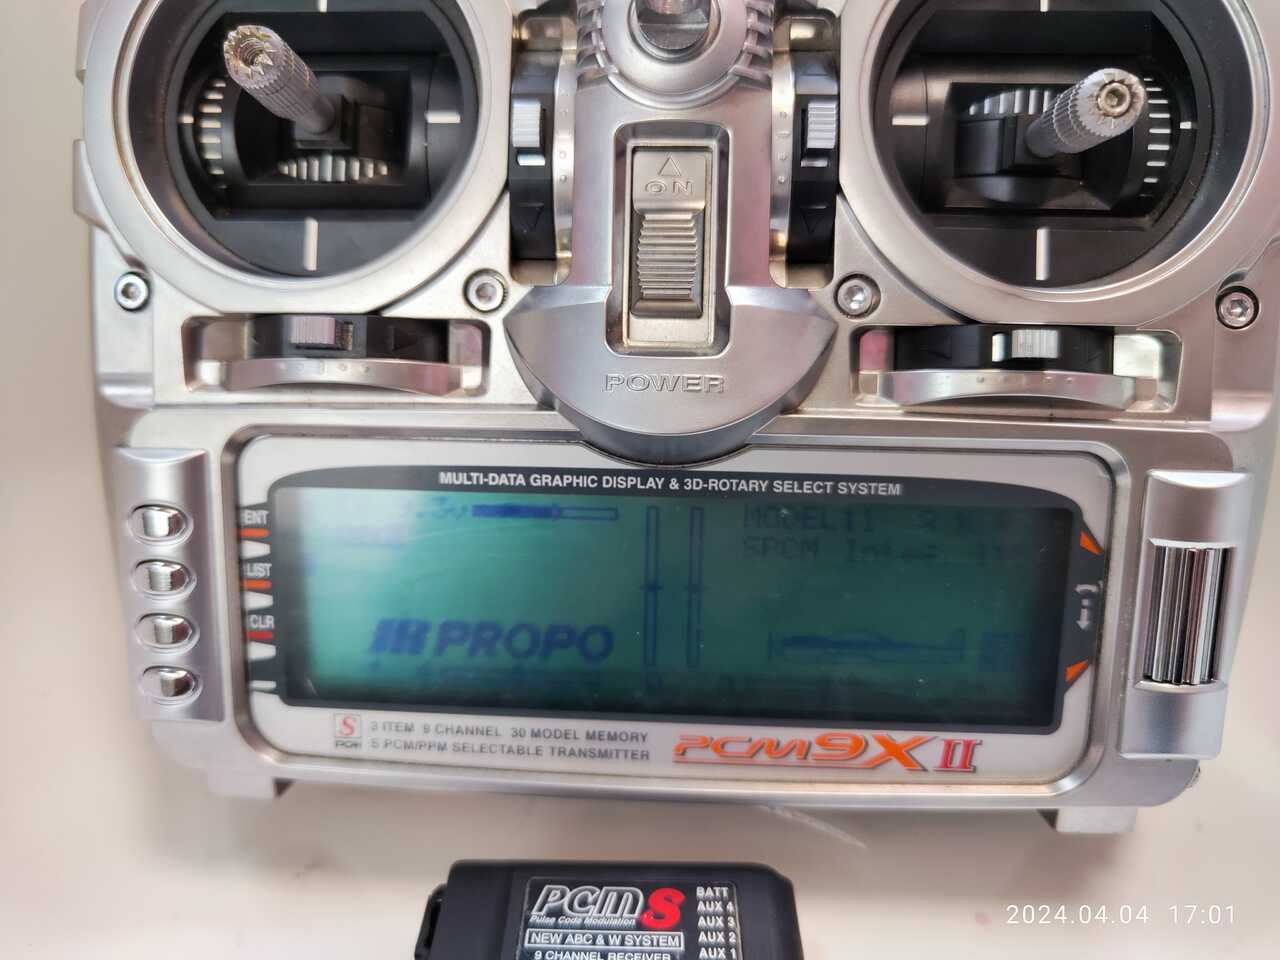 ON
POWER
MULTI-DATA GRAPHIC DISPLAY & 3D-ROTARY SELECT SYSTEM
ENT
LIST
CLR
MODEL11
SPCM
JR PROPO
S
PCM
3 ITEM 9 CHANNEL 30 MODEL MEMORY
5 PCM/PPM SELECTABLE TRANSMITTER
PCM9X II
PCM S
Pulse Code Modulation
NEW ABC & W SYSTEM
9 CHANNEL RECEIVER
BATT
AUX 4
AUX 3
AUX 2
AUX 1
2024.04.04 17:01